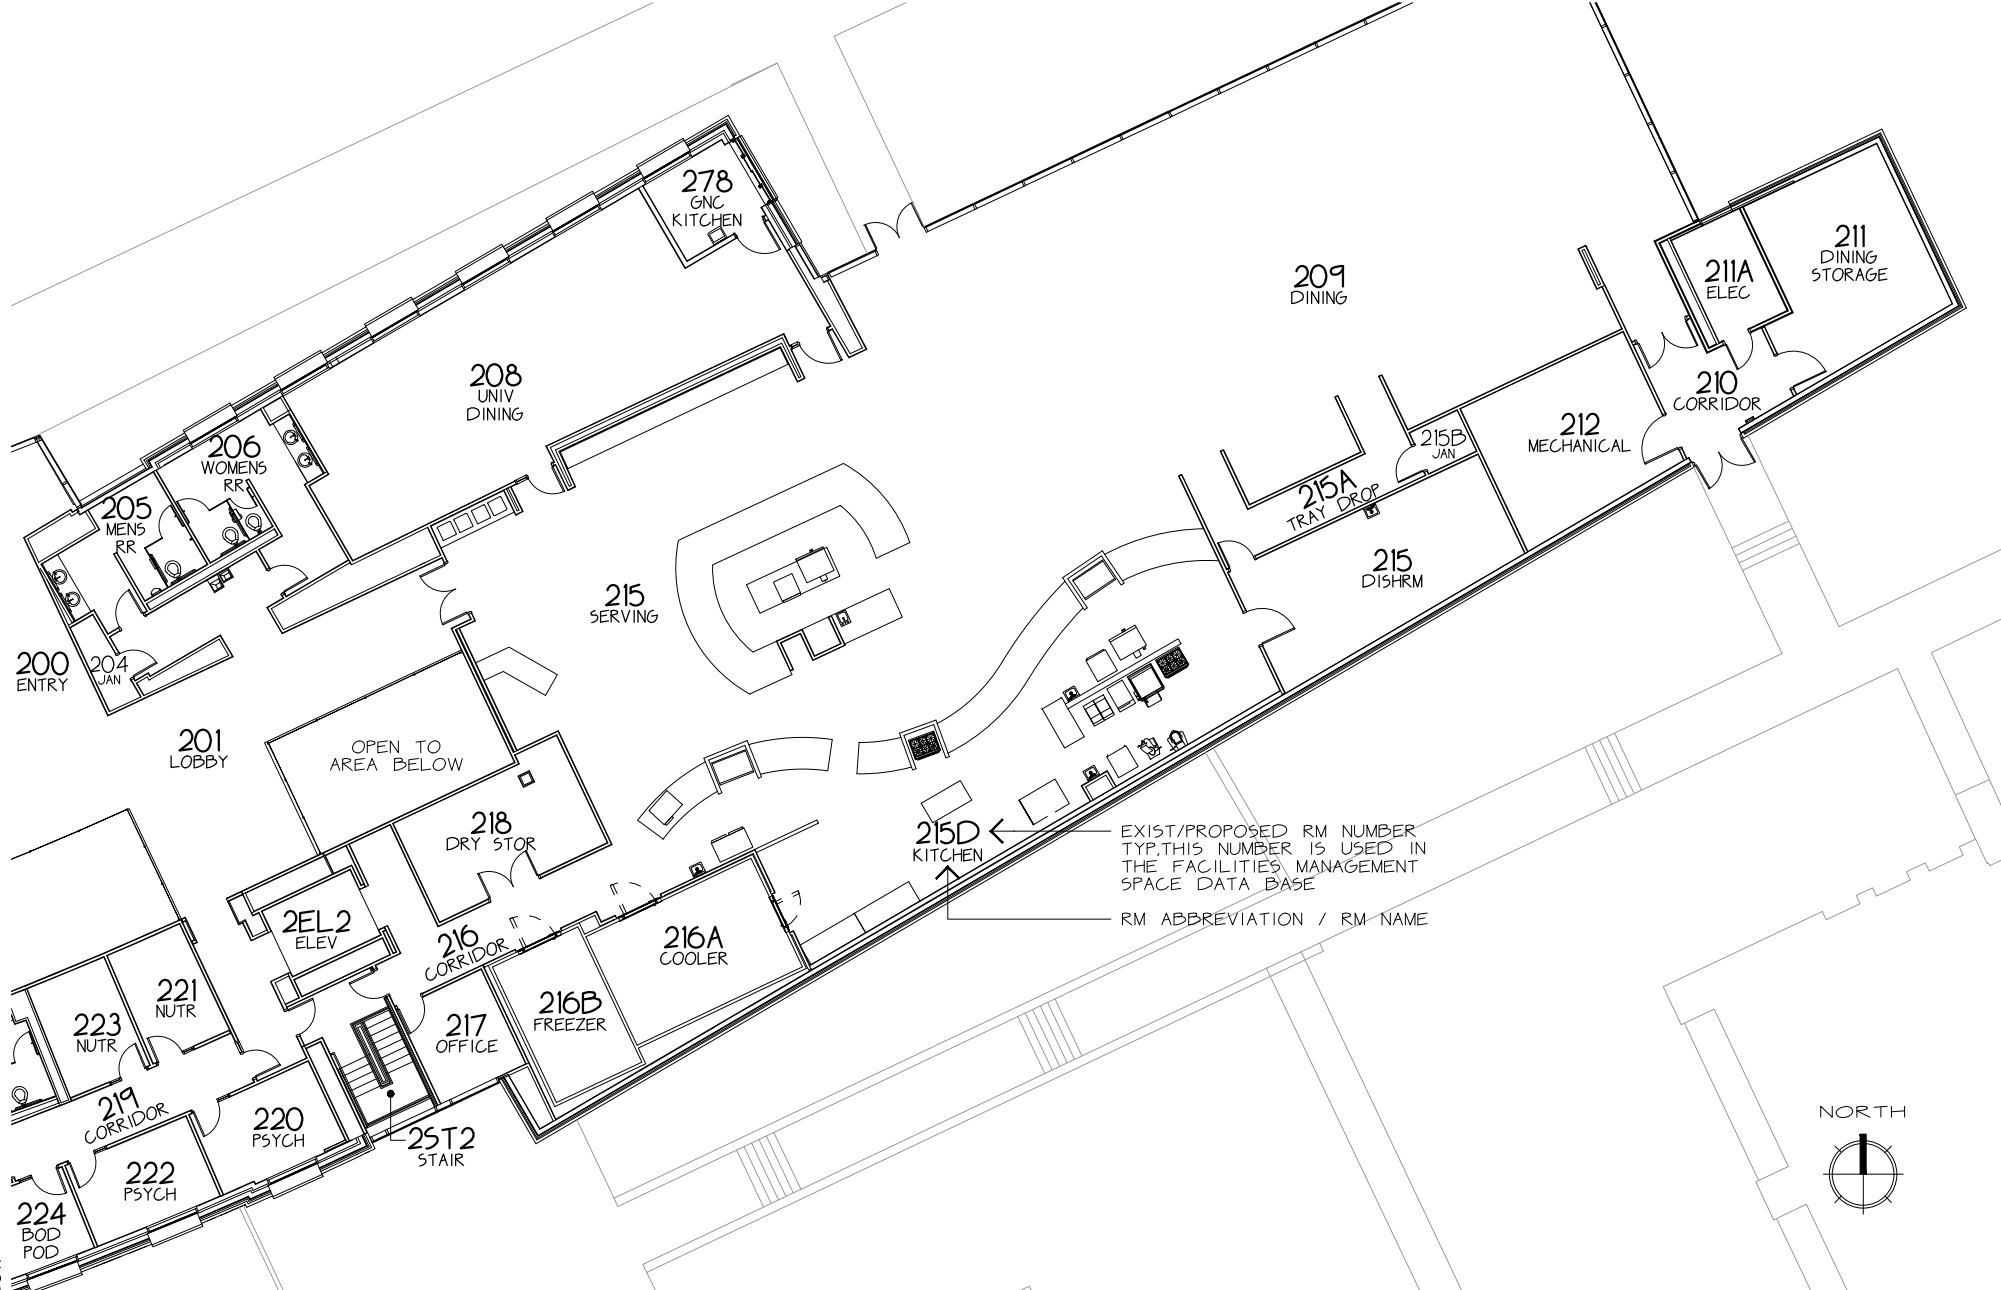 278
GNC
KITCHEN
209
DINING
211
DINING
STORAGE
211A
ELEC
208
UNIV
DINING
210
CORRIDOR
212
MECHANICAL
215B
JAN
206
WOMENS
RR
215A
TRAY DROP
205
MENS
RR
215
DISHRM
215
SERVING
200
ENTRY
204
JAN
201
LOBBY
OPEN TO
AREA BELOW
218
DRY STOR
215D
KITCHEN
EXIST/PROPOSED RM NUMBER
TYP,THIS NUMBER IS USED IN
THE FACILITIES MANAGEMENT
SPACE DATA BASE
RM ABBREVIATION / RM NAME
2EL2
ELEV
216
CORRIDOR
216A
COOLER
216B
FREEZER
217
OFFICE
221
NUTR
223
NUTR
219
CORRIDOR
220
PSYCH
2ST2
STAIR
222
PSYCH
224
BOD
POD
NORTH